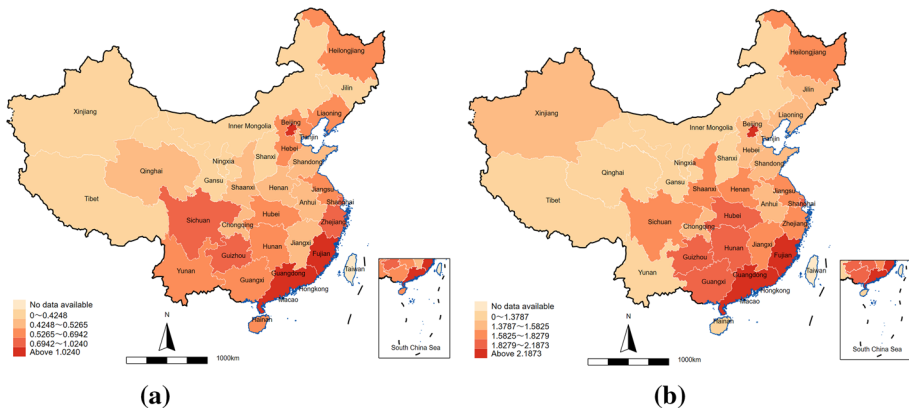 Heilongjiang
Jilin
Xinjiang
Liaoning
Inner Mongolia
Beijing
Tianjin
Hebei
Ningxia
Shanxi
Shandong
Qinghai
Gansu
Shaanxi
Henan
Jiangsu
Tibet
Anhui
Shanghai
Sichuan
Chongqing
Hubei
Zhejiang
Guizhou
Hunan
Jiangxi
Fujian
Yunan
Guangxi
Guangdong
Taiwan
Hongkong
Macao
Hainan
No data available
0～0.4248
0.4248～0.5265
0.5265～0.6942
0.6942～1.0240
Above 1.0240
N
1000km
South China Sea
(a)
Heilongjiang
Jilin
Xinjiang
Liaoning
Inner Mongolia
Beijing
Tianjin
Hebei
Ningxia
Shanxi
Shandong
Qinghai
Gansu
Shaanxi
Henan
Jiangsu
Tibet
Anhui
Shanghai
Sichuan
Chongqing
Hubei
Zhejiang
Guizhou
Hunan
Jiangxi
Fujian
Yunan
Guangxi
Guangdong
Taiwan
Hongkong
Macao
Hainan
No data available
0～1.3787
1.3787～1.5825
1.5825～1.8279
1.8279～2.1873
Above 2.1873
N
1000km
South China Sea
(b)